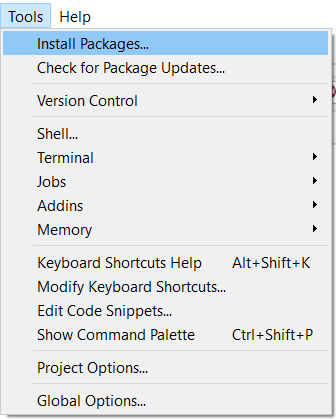 Tools Help
Install Packages...
Check for Package Updates...
Version Control
Shell...
Terminal
Jobs
Addins
Memory
Keyboard Shortcuts Help Alt+Shift+K
Modify Keyboard Shortcuts...
Edit Code Snippets...
Show Command Palette Ctrl+Shift+P
Project Options...
Global Options...